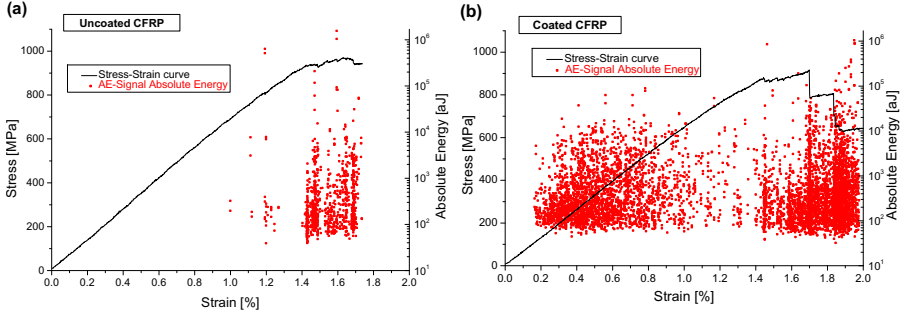 (a)
Uncoated CFRP
Stress-Strain curve
AE-Signal Absolute Energy
Stress [MPa]
0
200
400
600
800
1000
0.0 0.2 0.4 0.6 0.8 1.0 1.2 1.4 1.6 1.8 2.0
Strain [%]
10^1
10^2
10^3
10^4
10^5
10^6
Absolute Energy [aJ]
(b)
Coated CFRP
Stress-Strain curve
AE-Signal Absolute Energy
Stress [MPa]
0
200
400
600
800
1000
0.0 0.2 0.4 0.6 0.8 1.0 1.2 1.4 1.6 1.8 2.0
Strain [%]
10^1
10^2
10^3
10^4
10^5
10^6
Absolute Energy [aJ]